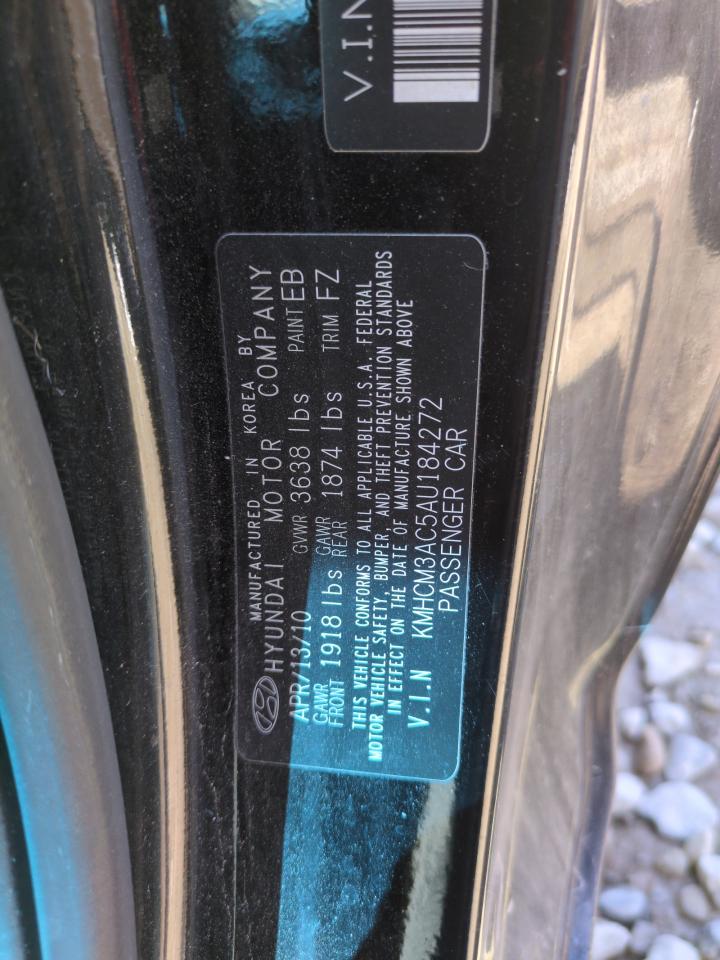 V.I.N
MANUFACTURED IN KOREA BY
HYUNDAI MOTOR COMPANY
APR/13/10 GVWR 3638 lbs PAINT EB
GAWR FRONT 1918 lbs GAWR REAR 1874 lbs TRIM FZ
THIS VEHICLE CONFORMS TO ALL APPLICABLE U.S.A. FEDERAL
MOTOR VEHICLE SAFETY, BUMPER, AND THEFT PREVENTION STANDARDS
IN EFFECT ON THE DATE OF MANUFACTURE SHOWN ABOVE
V.I.N KMHCM3AC5AU184272
PASSENGER CAR